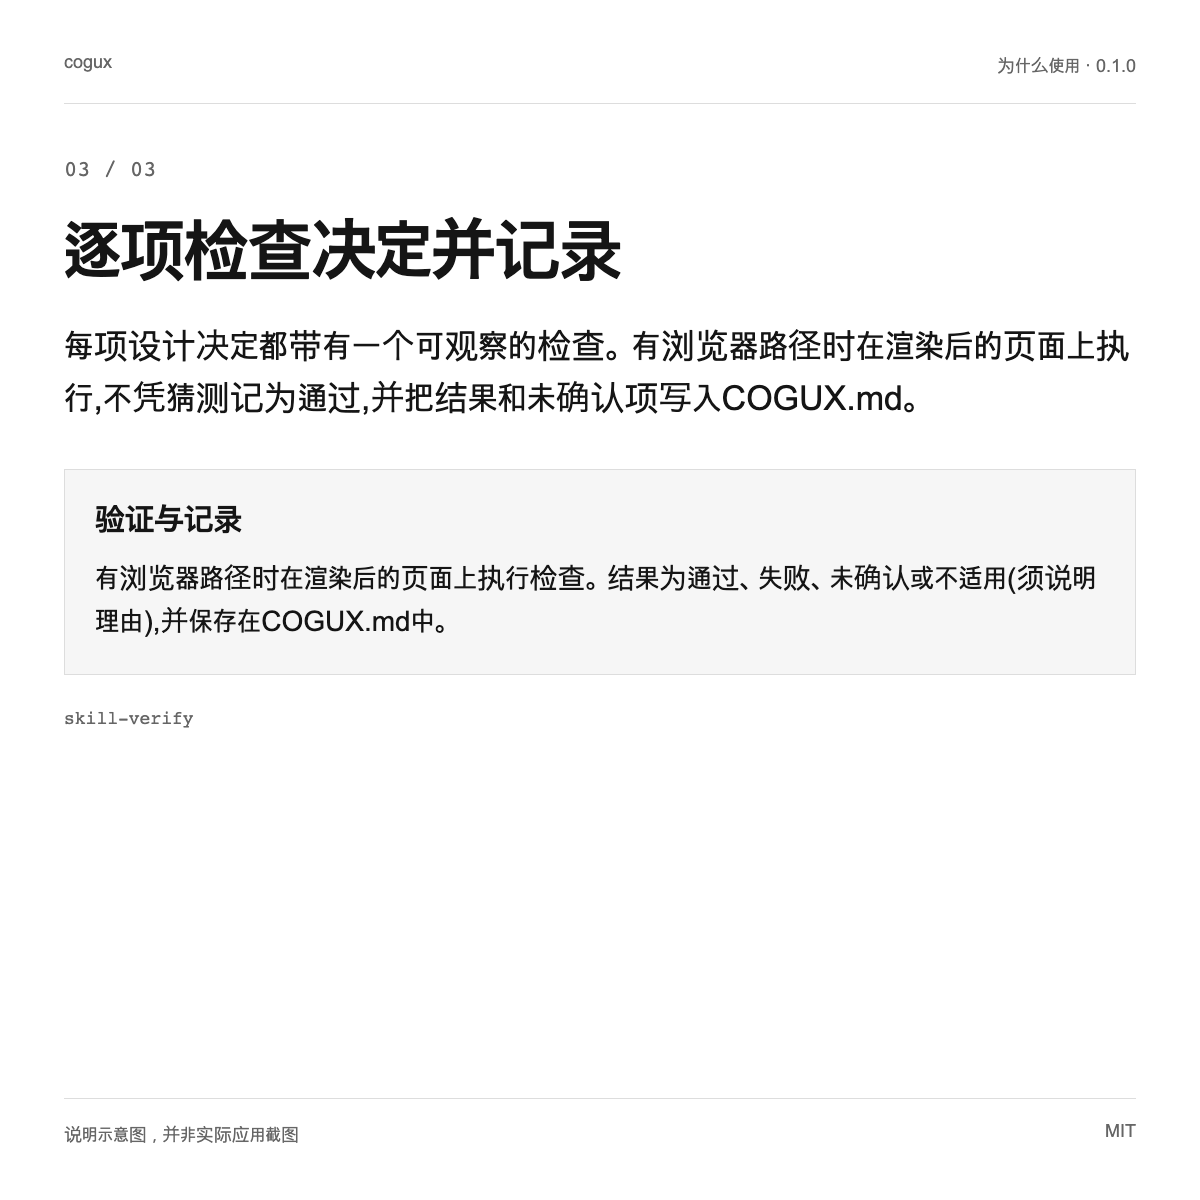 cogux
为什么使用 · 0.1.0
03 / 03
逐项检查决定并记录
每项设计决定都带有一个可观察的检查。有浏览器路径时在渲染后的页面上执
行,不凭猜测记为通过,并把结果和未确认项写入COGUX.md。
验证与记录
有浏览器路径时在渲染后的页面上执行检查。结果为通过、失败、未确认或不适用(须说明
理由),并保存在COGUX.md中。
skill-verify
说明示意图，并非实际应用截图
MIT